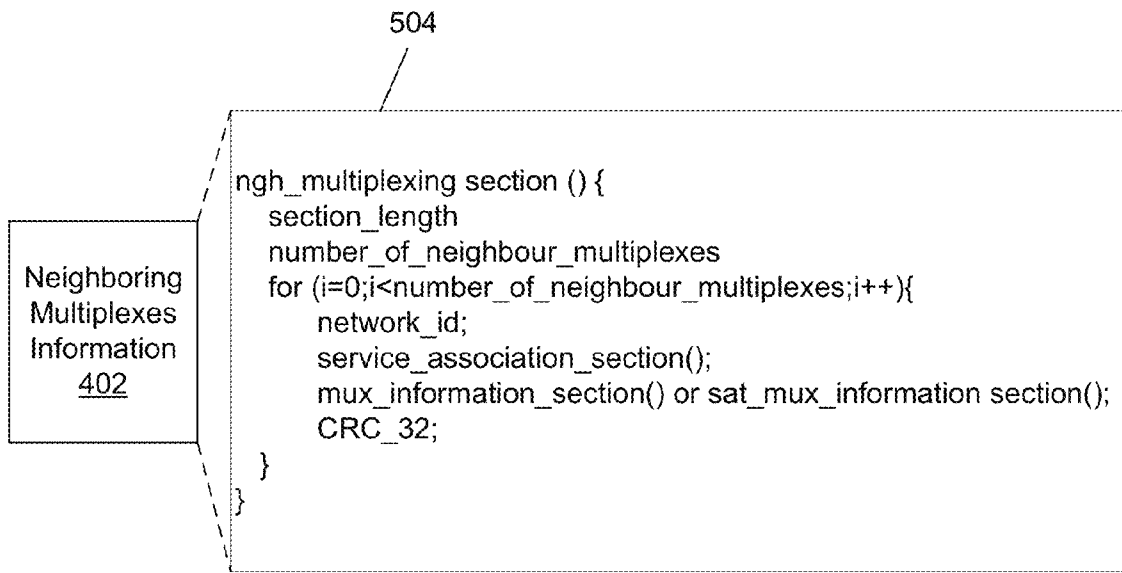 504
Neighboring
Multiplexes
Information
402
ngh_multiplexing section () {
section_length
number_of_neighbour_multiplexes
for (i=0;i<number_of_neighbour_multiplexes;i++){
network_id;
service_association_section();
mux_information_section() or sat_mux_information section();
CRC_32;
}
}